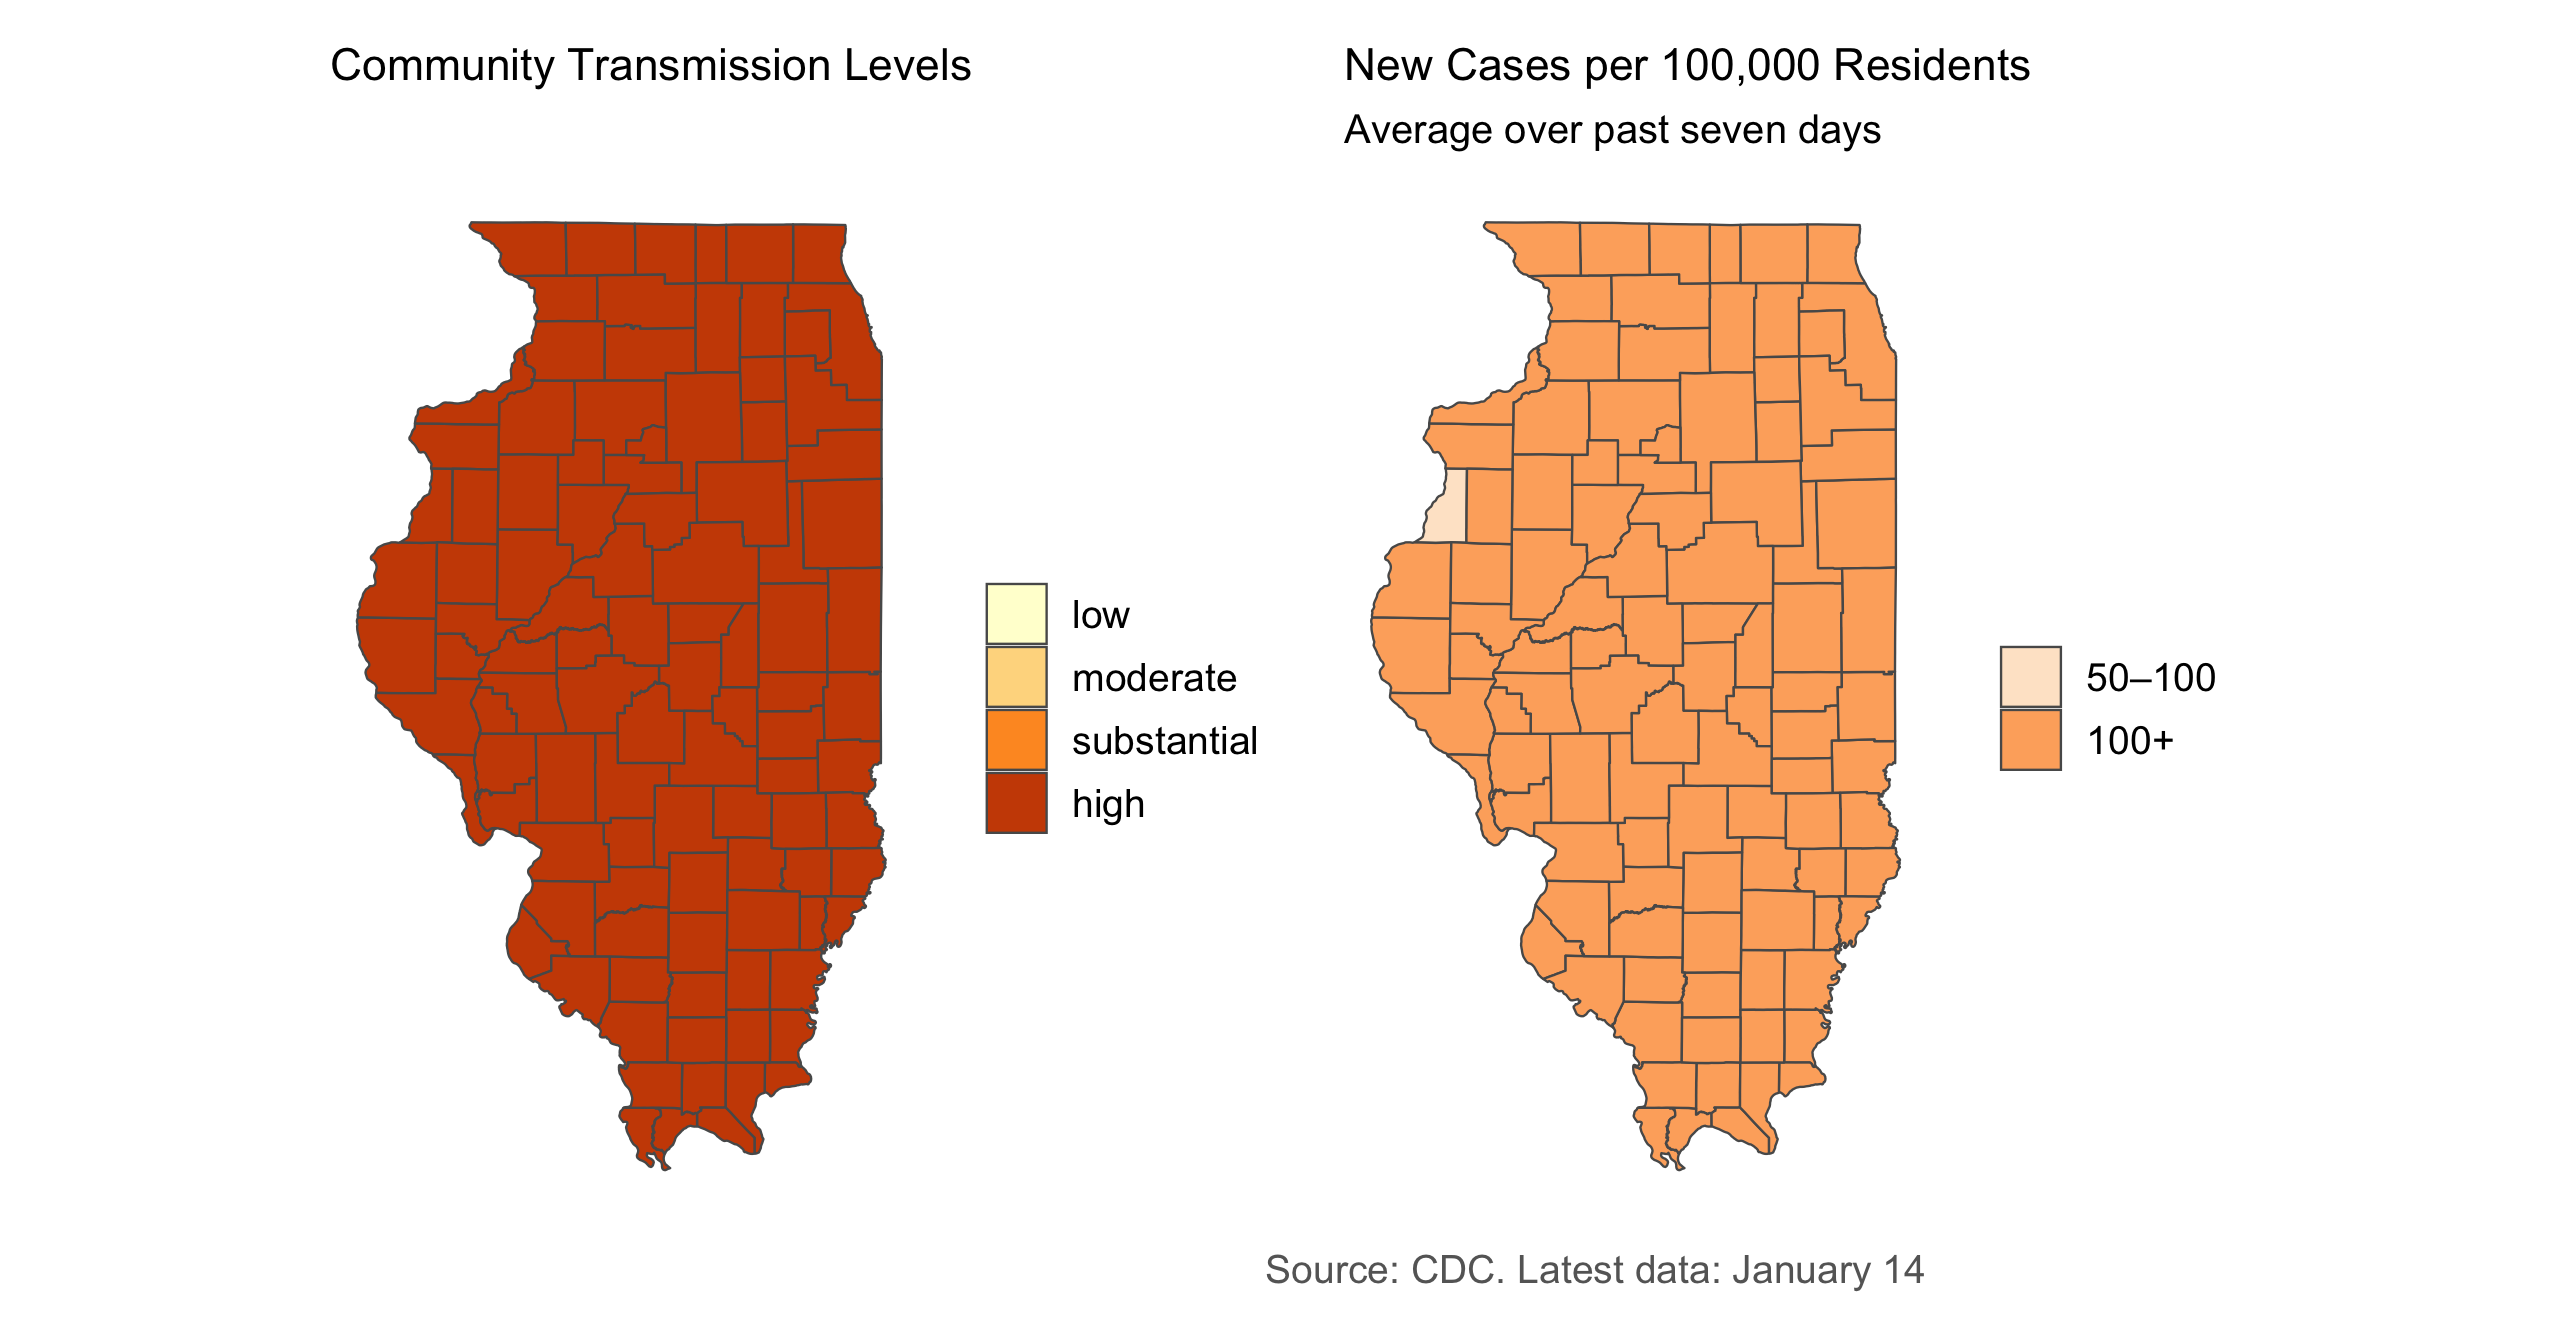 Community Transmission Levels
low
moderate
substantial
high
New Cases per 100,000 Residents
Average over past seven days
50–100
100+
Source: CDC. Latest data: January 14